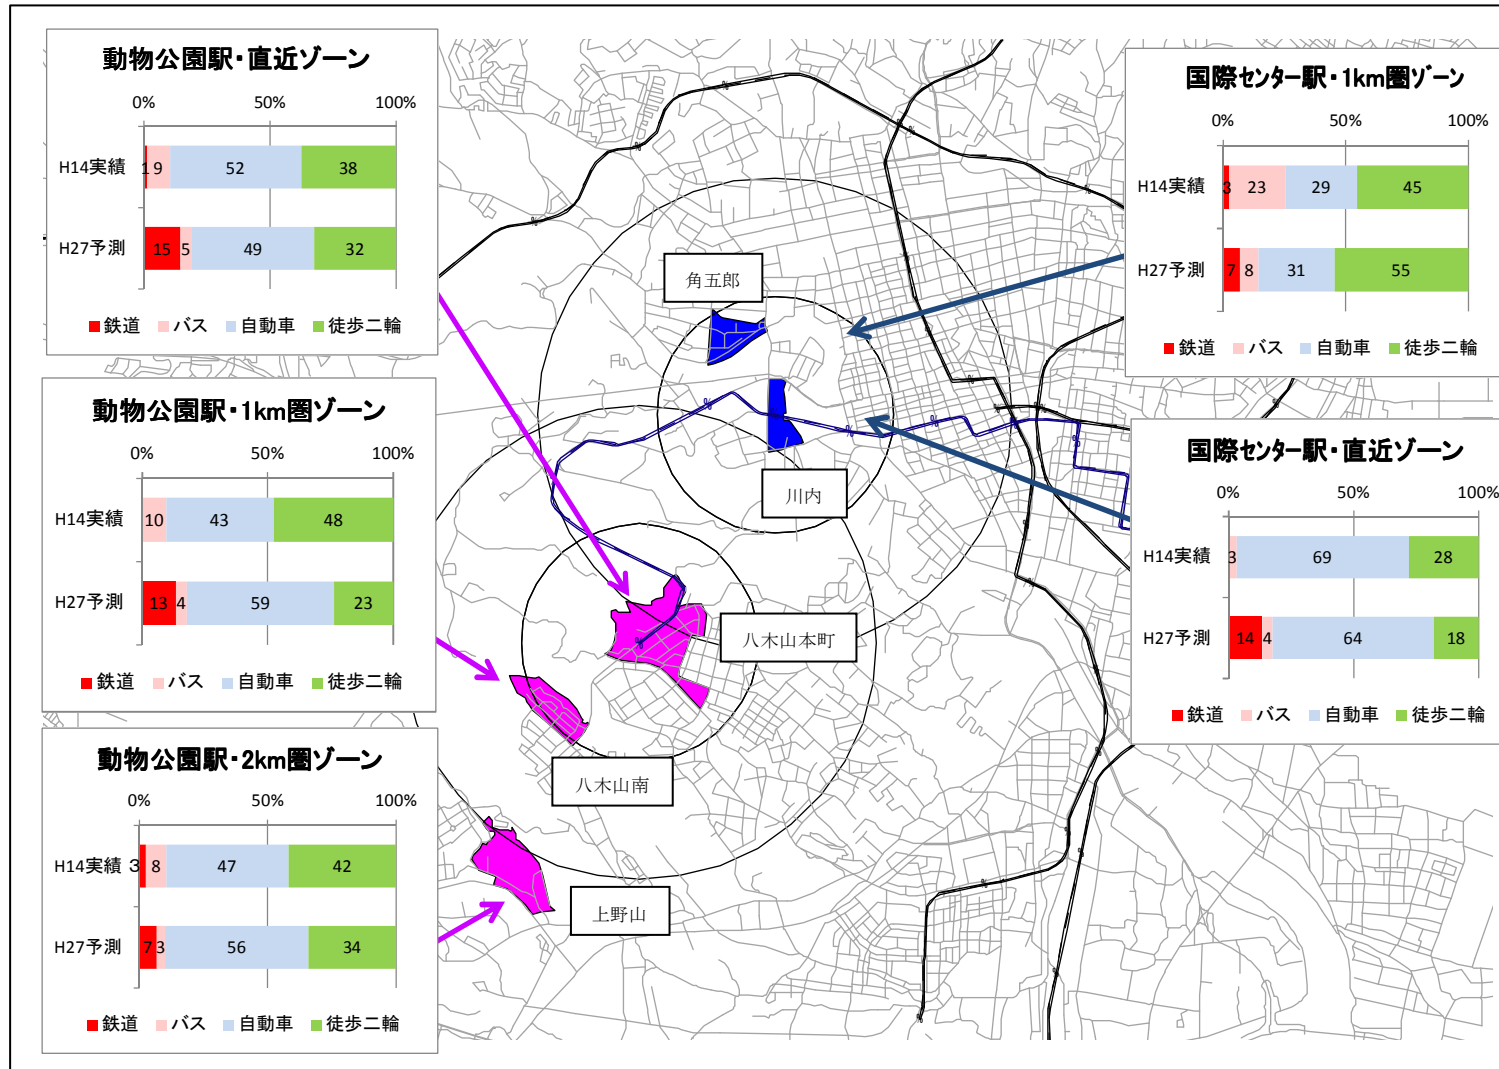 動物公園駅・直近ゾーン
0% 50% 100%
H14実績 1 9 52 38
H27予測 15 5 49 32
鉄道 バス 自動車 徒歩二輪
動物公園駅・1km圏ゾーン
0% 50% 100%
H14実績 10 43 48
H27予測 13 4 59 23
鉄道 バス 自動車 徒歩二輪
動物公園駅・2km圏ゾーン
0% 50% 100%
H14実績 3 8 47 42
H27予測 7 3 56 34
鉄道 バス 自動車 徒歩二輪
角五郎
川内
八木山本町
八木山南
上野山
国際センター駅・1km圏ゾーン
0% 50% 100%
H14実績 3 23 29 45
H27予測 7 8 31 55
鉄道 バス 自動車 徒歩二輪
国際センター駅・直近ゾーン
0% 50% 100%
H14実績 3 69 28
H27予測 14 4 64 18
鉄道 バス 自動車 徒歩二輪